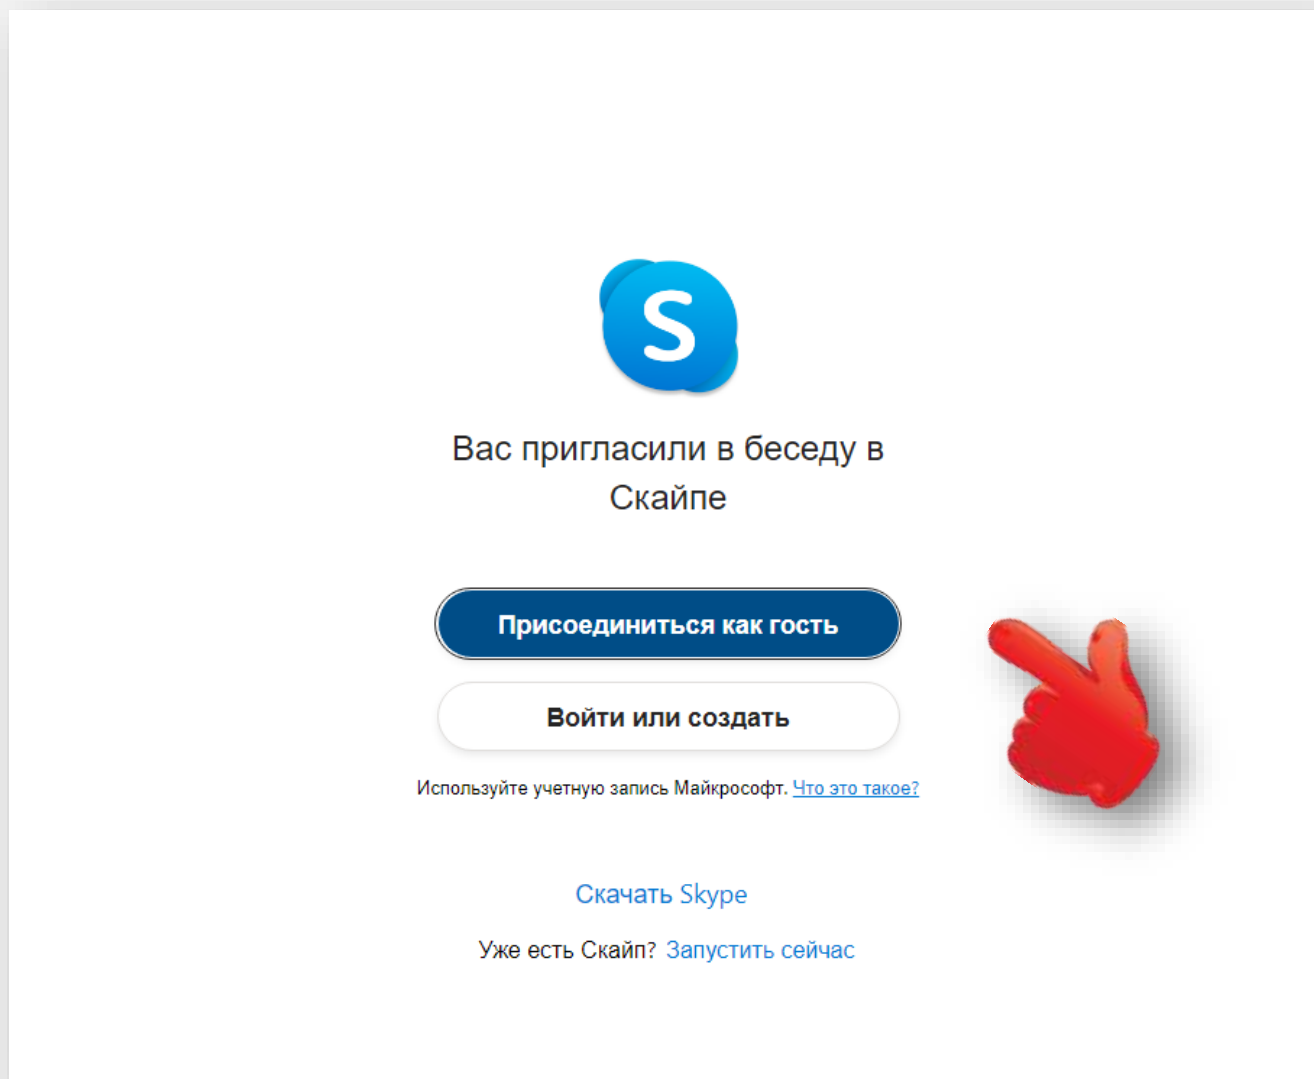 S
Вас пригласили в беседу в
Скайпе
Присоединиться как гость
Войти или создать
Используйте учетную запись Майкрософт. Что это такое?
Скачать Skype
Уже есть Скайп? Запустить сейчас